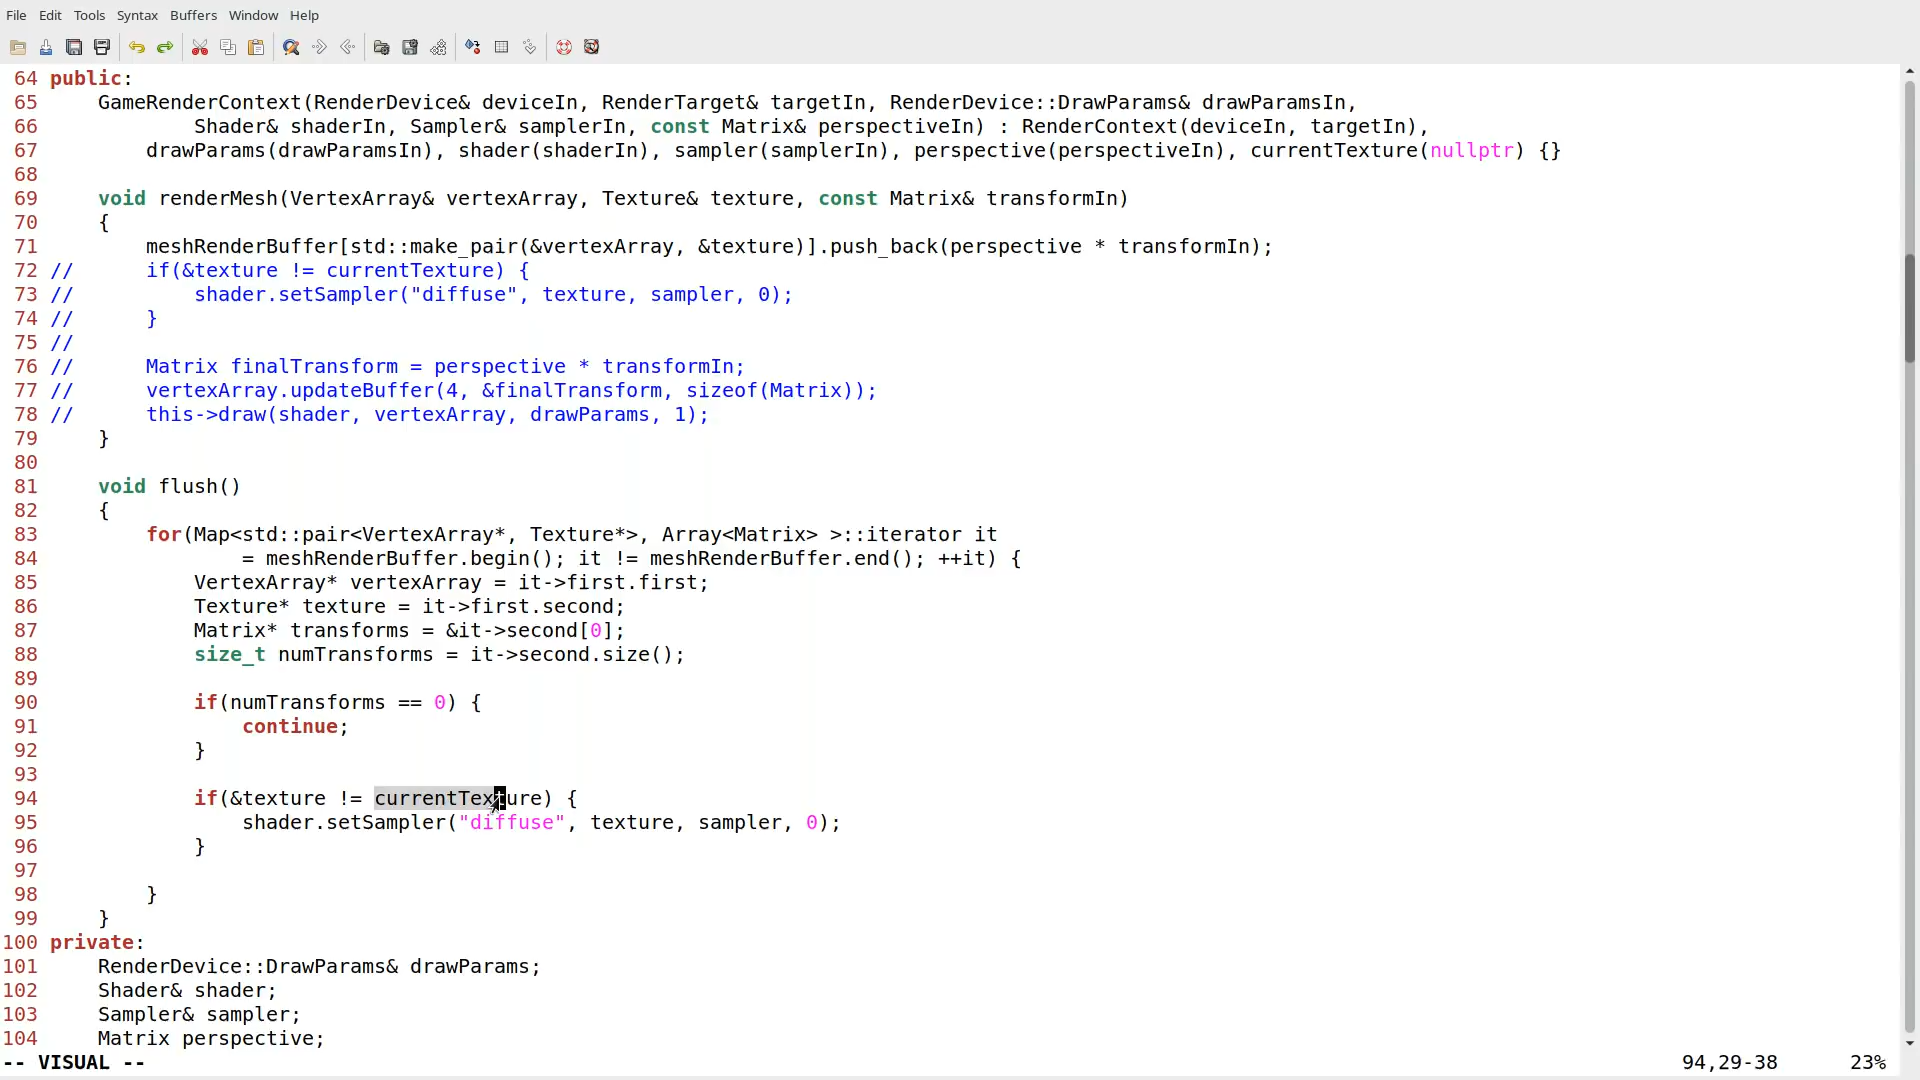 File Edit Tools Syntax Buffers Window Help
64 public:
65     GameRenderContext(RenderDevice& deviceIn, RenderTarget& targetIn, RenderDevice::DrawParams& drawParamsIn,
66             Shader& shaderIn, Sampler& samplerIn, const Matrix& perspectiveIn) : RenderContext(deviceIn, targetIn),
67         drawParams(drawParamsIn), shader(shaderIn), sampler(samplerIn), perspective(perspectiveIn), currentTexture(nullptr) {}
68
69     void renderMesh(VertexArray& vertexArray, Texture& texture, const Matrix& transformIn)
70     {
71         meshRenderBuffer[std::make_pair(&vertexArray, &texture)].push_back(perspective * transformIn);
72 //      if(&texture != currentTexture) {
73 //          shader.setSampler("diffuse", texture, sampler, 0);
74 //      }
75 //
76 //      Matrix finalTransform = perspective * transformIn;
77 //      vertexArray.updateBuffer(4, &finalTransform, sizeof(Matrix));
78 //      this->draw(shader, vertexArray, drawParams, 1);
79     }
80
81     void flush()
82     {
83         for(Map<std::pair<VertexArray*, Texture*>, Array<Matrix> >::iterator it
84                 = meshRenderBuffer.begin(); it != meshRenderBuffer.end(); ++it) {
85             VertexArray* vertexArray = it->first.first;
86             Texture* texture = it->first.second;
87             Matrix* transforms = &it->second[0];
88             size_t numTransforms = it->second.size();
89
90             if(numTransforms == 0) {
91                 continue;
92             }
93
94             if(&texture != currentTexture) {
95                 shader.setSampler("diffuse", texture, sampler, 0);
96             }
97
98         }
99     }
100 private:
101     RenderDevice::DrawParams& drawParams;
102     Shader& shader;
103     Sampler& sampler;
104     Matrix perspective;
-- VISUAL -- 94,29-38 23%